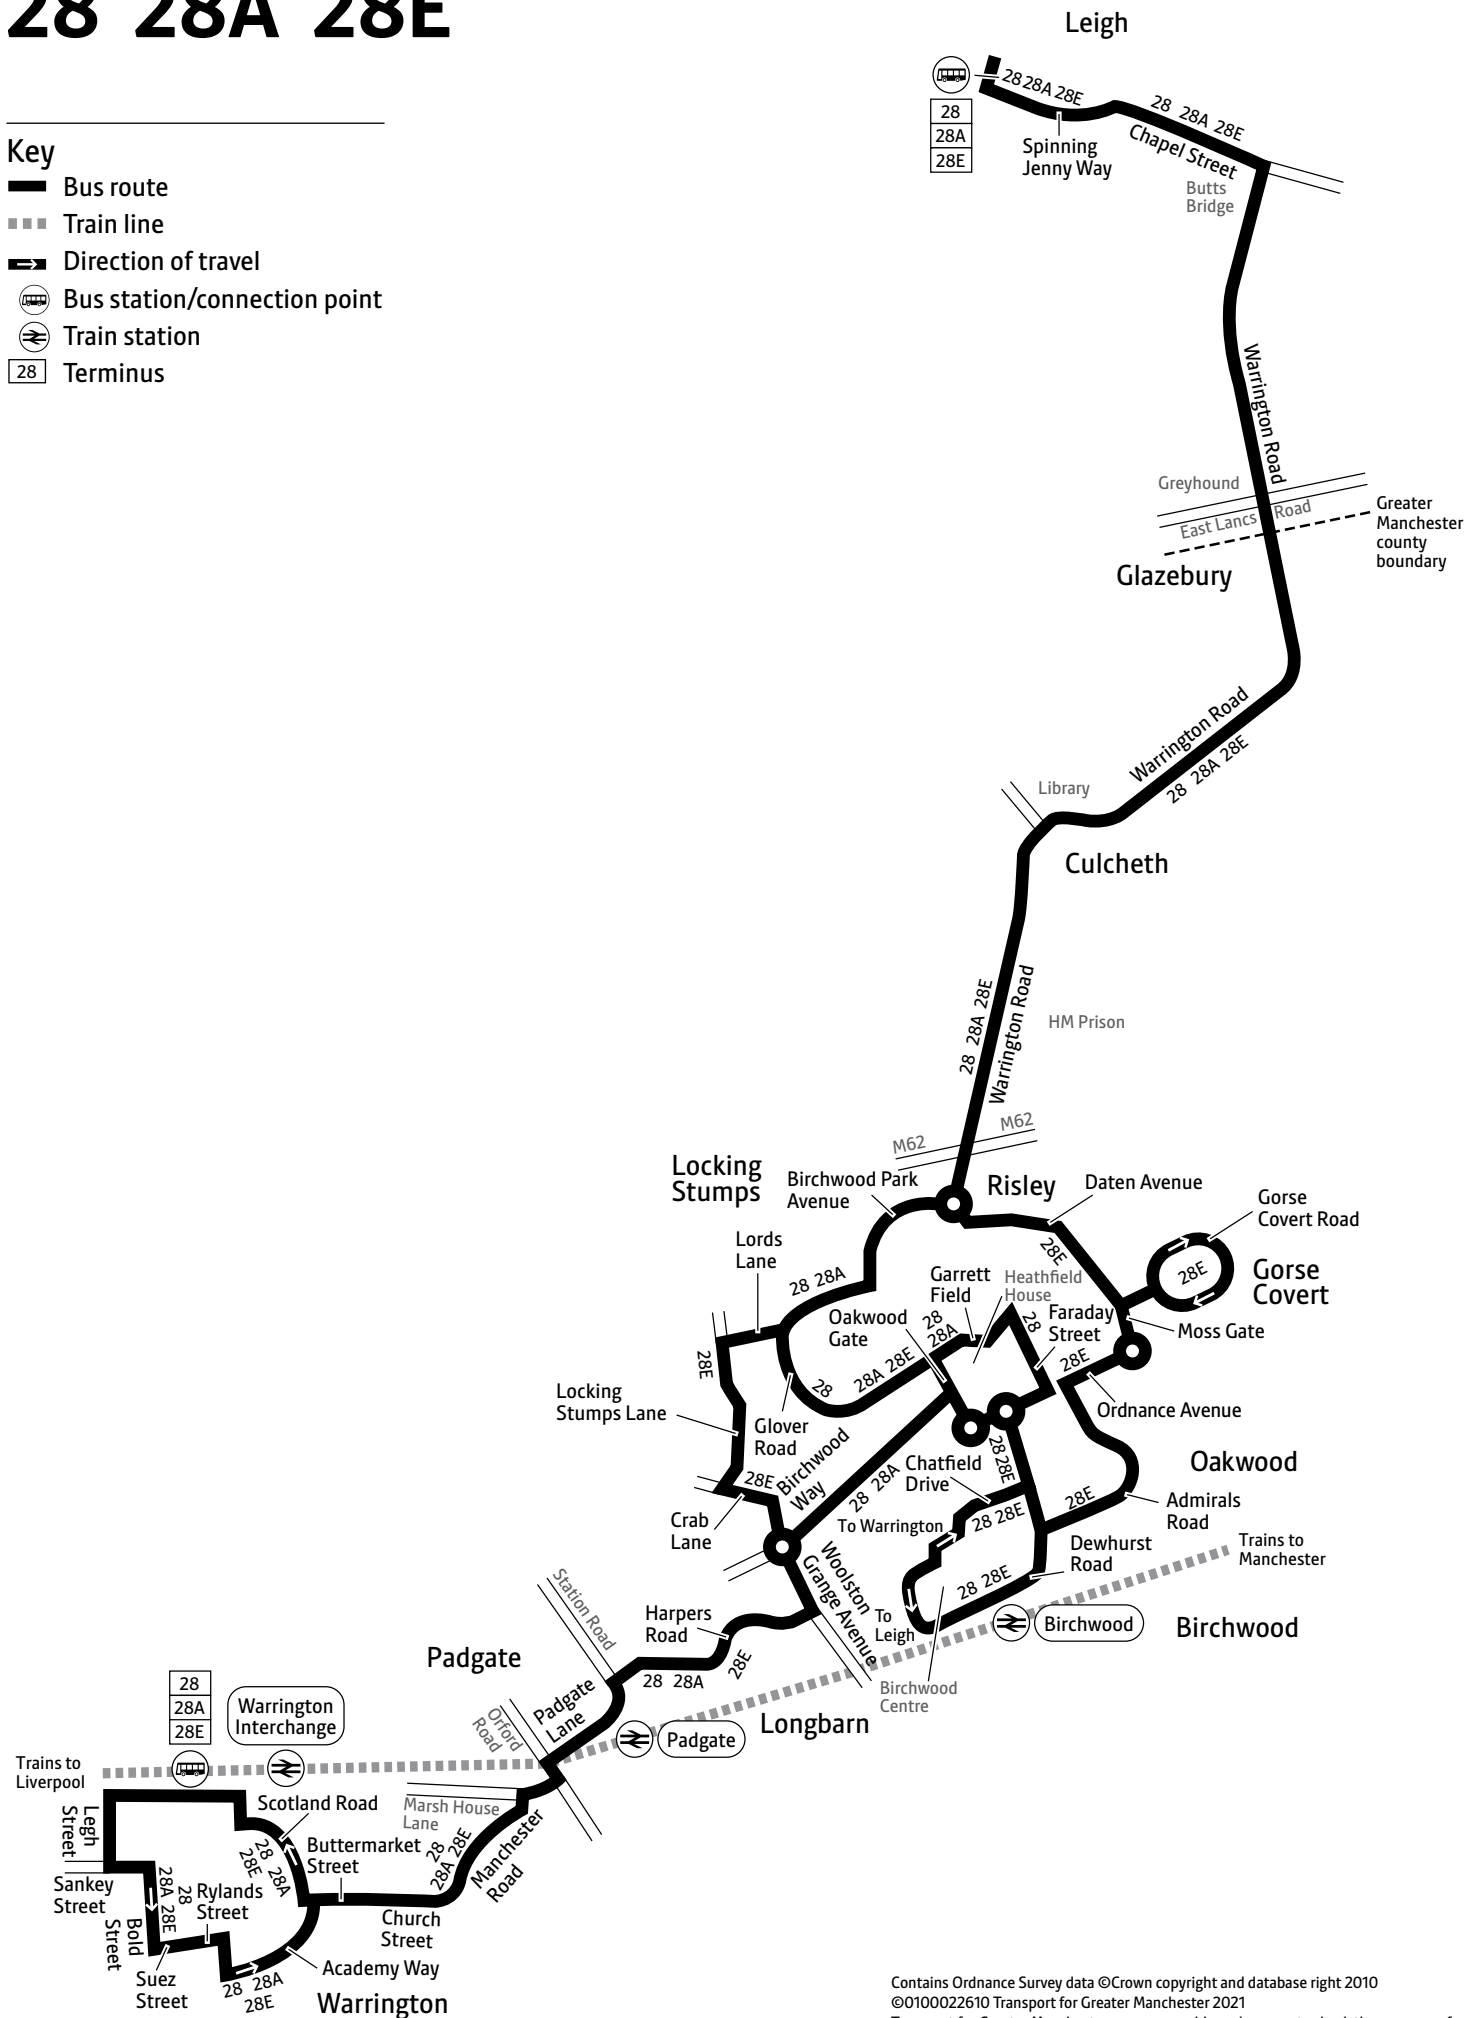 28 28A 28E
Key
Bus route
Train line
Direction of travel
Bus station/connection point
Train station
28 Terminus
Leigh
28
28A
28E
28 28A 28E
Spinning
Jenny Way
28 28A 28E
Chapel Street
Butts
Bridge
Warrington Road
Greyhound
East Lancs Road
Greater
Manchester
county
boundary
Glazebury
Warrington Road
28 28A 28E
Library
Culcheth
28 28A 28E
Warrington Road
HM Prison
M62
M62
Locking
Stumps
Birchwood Park
Avenue
Risley
Daten Avenue
Gorse
Covert Road
Lords
Lane
28 28A
28E
28E
Gorse
Covert
Garrett
Field
Heathfield
House
Oakwood
Gate
28
28A
28
Faraday
Street
Moss Gate
28E
28E
28
28A 28E
Locking
Stumps Lane
Glover
Road
Ordnance Avenue
Birchwood
Way
28E
28 28A
28 28E
Chatfield
Drive
Oakwood
28E
Admirals
Road
Crab
Lane
To Warrington
28 28E
Dewhurst
Road
Trains to
Manchester
Woolston
Grange Avenue
28 28E
To
Leigh
Birchwood
Birchwood
Station Road
Harpers
Road
Padgate
28 28A
28E
Birchwood
Centre
28
28A
28E
Warrington
Interchange
Orford
Road
Padgate
Lane
Padgate
Longbarn
Trains to
Liverpool
Legh
Street
Scotland Road
Marsh House
Lane
28
28A 28E
Manchester
Road
Buttermarket
Street
28 28A
28E
Sankey
Street
28A 28E
28
Rylands
Street
Church
Street
Bold
Street
Suez
Street
Academy Way
28 28A
28E
Warrington
Contains Ordnance Survey data ©Crown copyright and database right 2010
©0100022610 Transport for Greater Manchester 2021